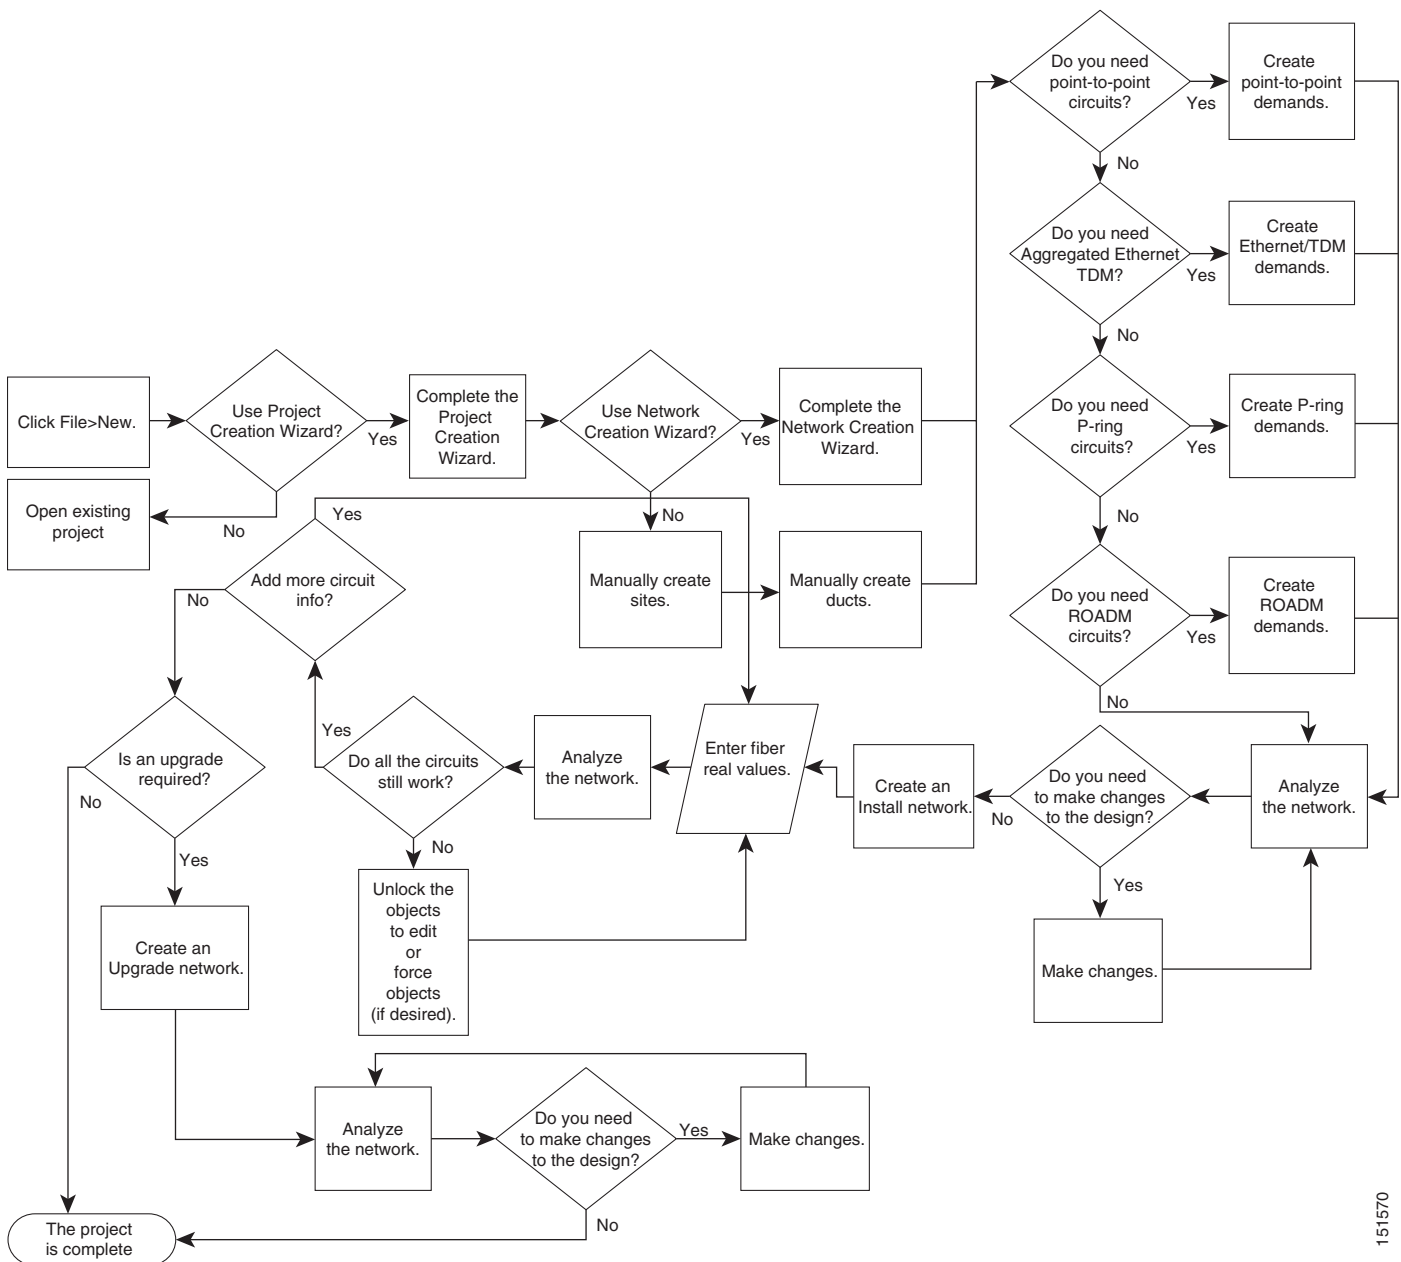 Do you need
point-to-point
circuits?
Yes
Create
point-to-point
demands.
No
Do you need
Aggregated Ethernet
TDM?
Yes
Create
Ethernet/TDM
demands.
No
Click File>New.
Use Project
Creation Wizard?
Yes
Complete the
Project
Creation
Wizard.
Use Network
Creation Wizard?
Yes
Complete the
Network Creation
Wizard.
Do you need
P-ring
circuits?
Yes
Create P-ring
demands.
No
Open existing
project
No
Yes
No
Add more circuit
info?
No
Manually create
sites.
Manually create
ducts.
Do you need
ROADM
circuits?
Yes
Create
ROADM
demands.
No
Is an upgrade
required?
No
Yes
Yes
Do all the circuits
still work?
No
Analyze
the network.
Enter fiber
real values.
Create an
Install network.
No
Do you need
to make changes
to the design?
Yes
Analyze
the network.
Unlock the
objects
to edit
or
force
objects
(if desired).
Make changes.
Create an
Upgrade network.
Analyze
the network.
Do you need
to make changes
to the design?
Yes
Make changes.
No
The project
is complete
151570